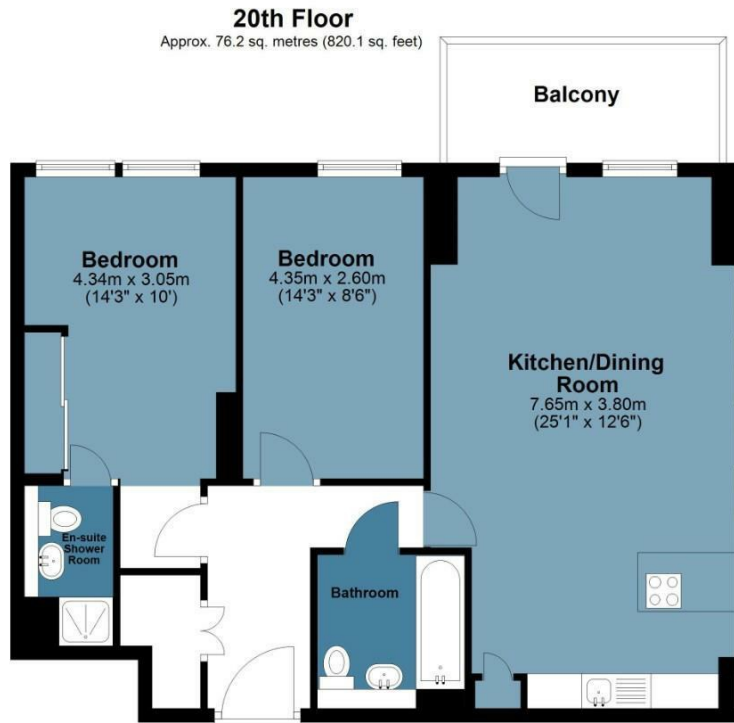 20th Floor
Approx. 76.2 sq. metres (820.1 sq. feet)
Balcony
Bedroom
4.34m x 3.05m
(14'3" x 10')
Bedroom
4.35m x 2.60m
(14'3" x 8'6")
Kitchen/Dining
Room
7.65m x 3.80m
(25'1" x 12'6")
En-suite
Shower
Room
Bathroom